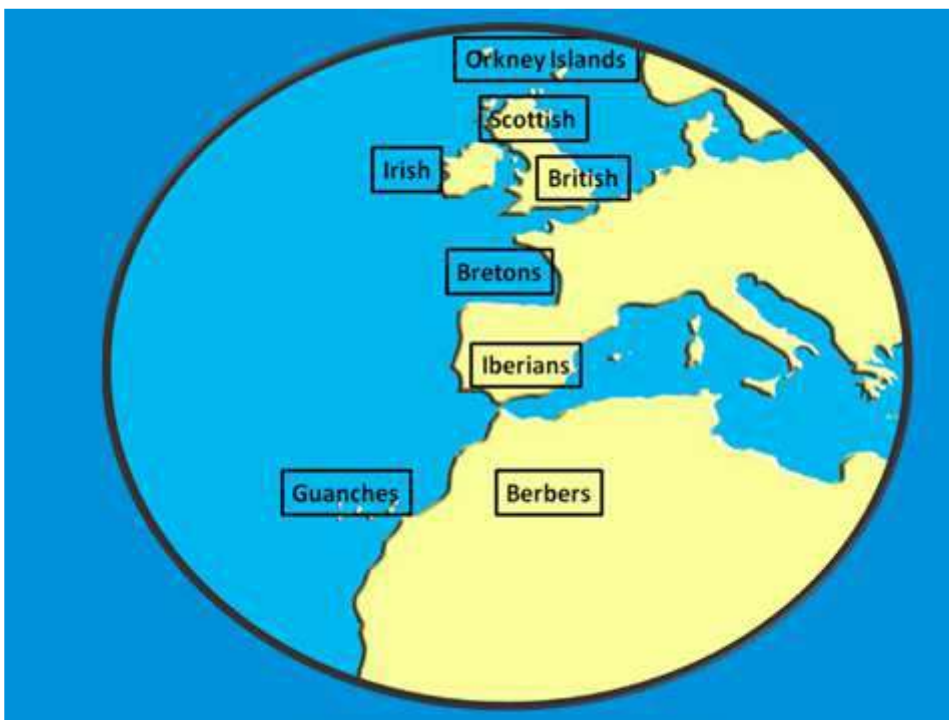 Orkney Islands
Scottish
Irish
British
Bretons
Iberians
Guanches
Berbers